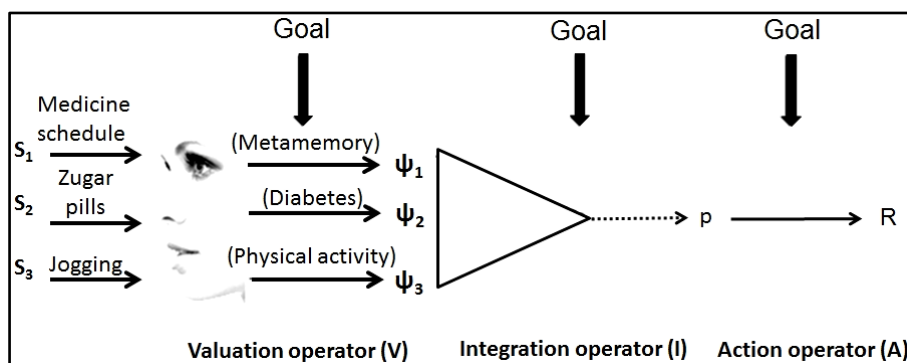 Goal Goal Goal
Medicine
schedule
S1 (Metamemory) ψ1
Zugar
pills
S2 (Diabetes) ψ2 p R
S3 Jogging (Physical activity) ψ3
Valuation operator (V) Integration operator (I) Action operator (A)